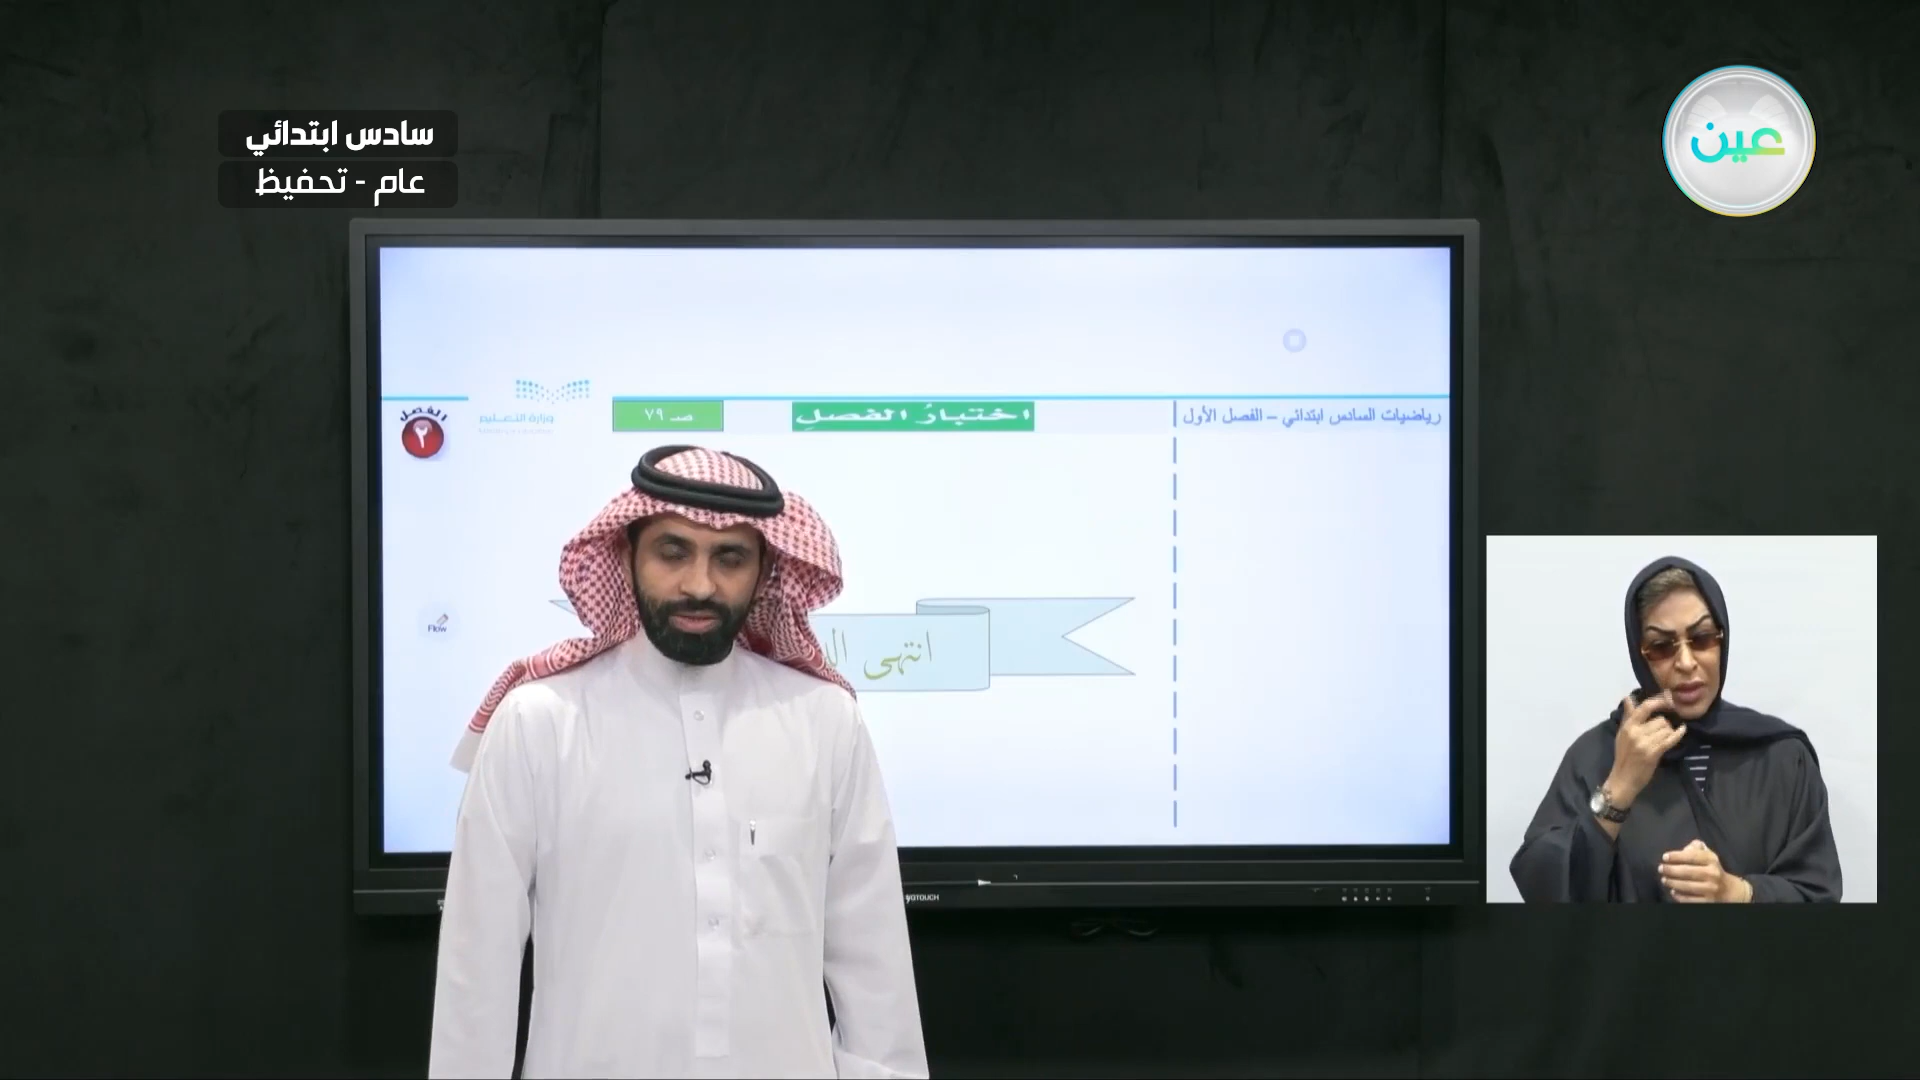 سادس ابتدائي
عام - تحفيظ
عين
رياضيات السادس ابتدائي – الفصل الأول
اختبارُ الفصلِ
صـ ٧٩
وزارة التعليم
الفصل
٢
انتهى
Flow